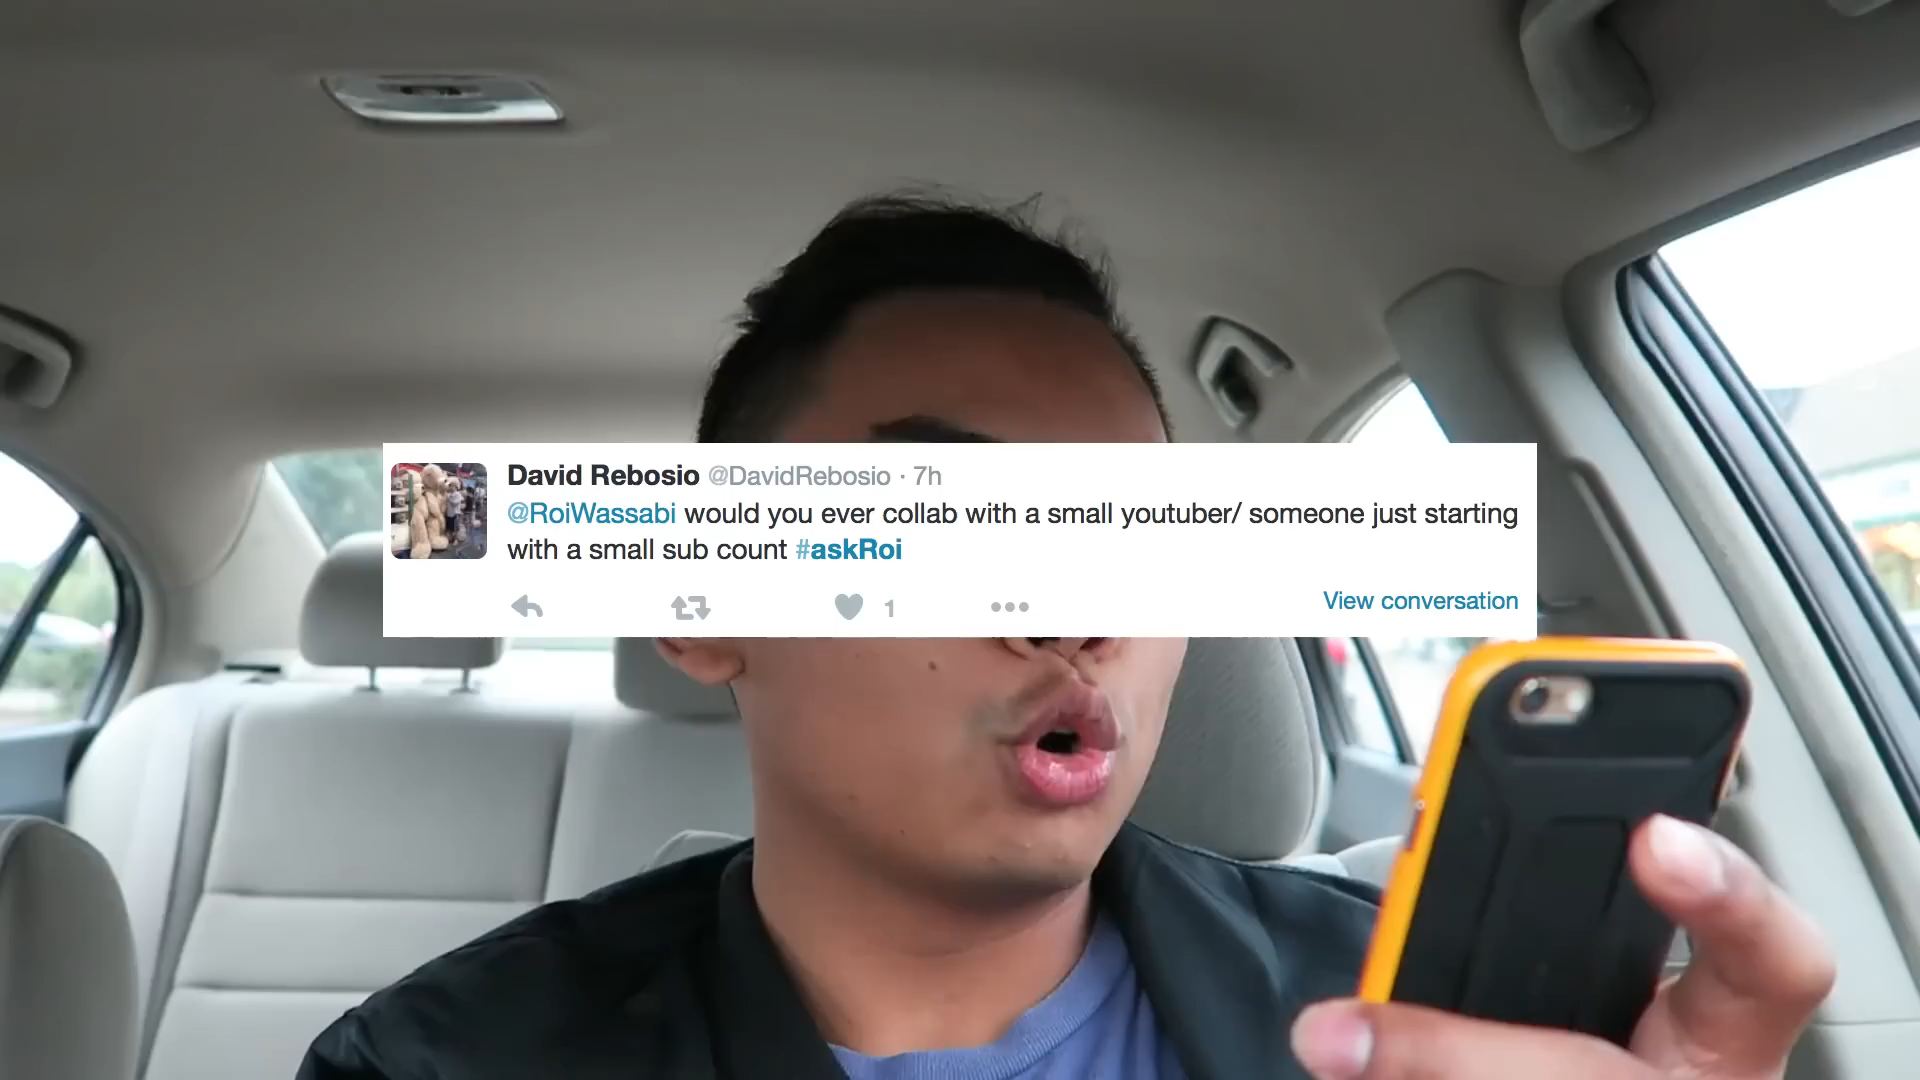 David Rebosio @DavidRebosio · 7h
@RoiWassabi would you ever collab with a small youtuber/ someone just starting
with a small sub count #askRoi
1
View conversation